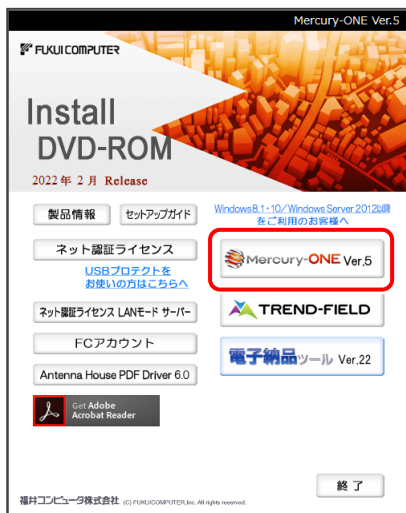 Mercury-ONE Ver.5
FUKUI COMPUTER
Install
DVD-ROM
2022年 2月 Release
製品情報
セットアップガイド
Windows8.1・10/Windows Server 2012以降
をご利用のお客様へ
ネット認証ライセンス
USBプロテクトを
お使いの方はこちらへ
Mercury-ONE Ver.5
ネット認証ライセンス LANモード サーバー
TREND-FIELD
FCアカウント
電子納品ツール Ver.22
Antenna House PDF Driver 6.0
Get Adobe
Acrobat Reader
終 了
福井コンピュータ株式会社 (C) FUKUICOMPUTER,Inc. All rights reserved.